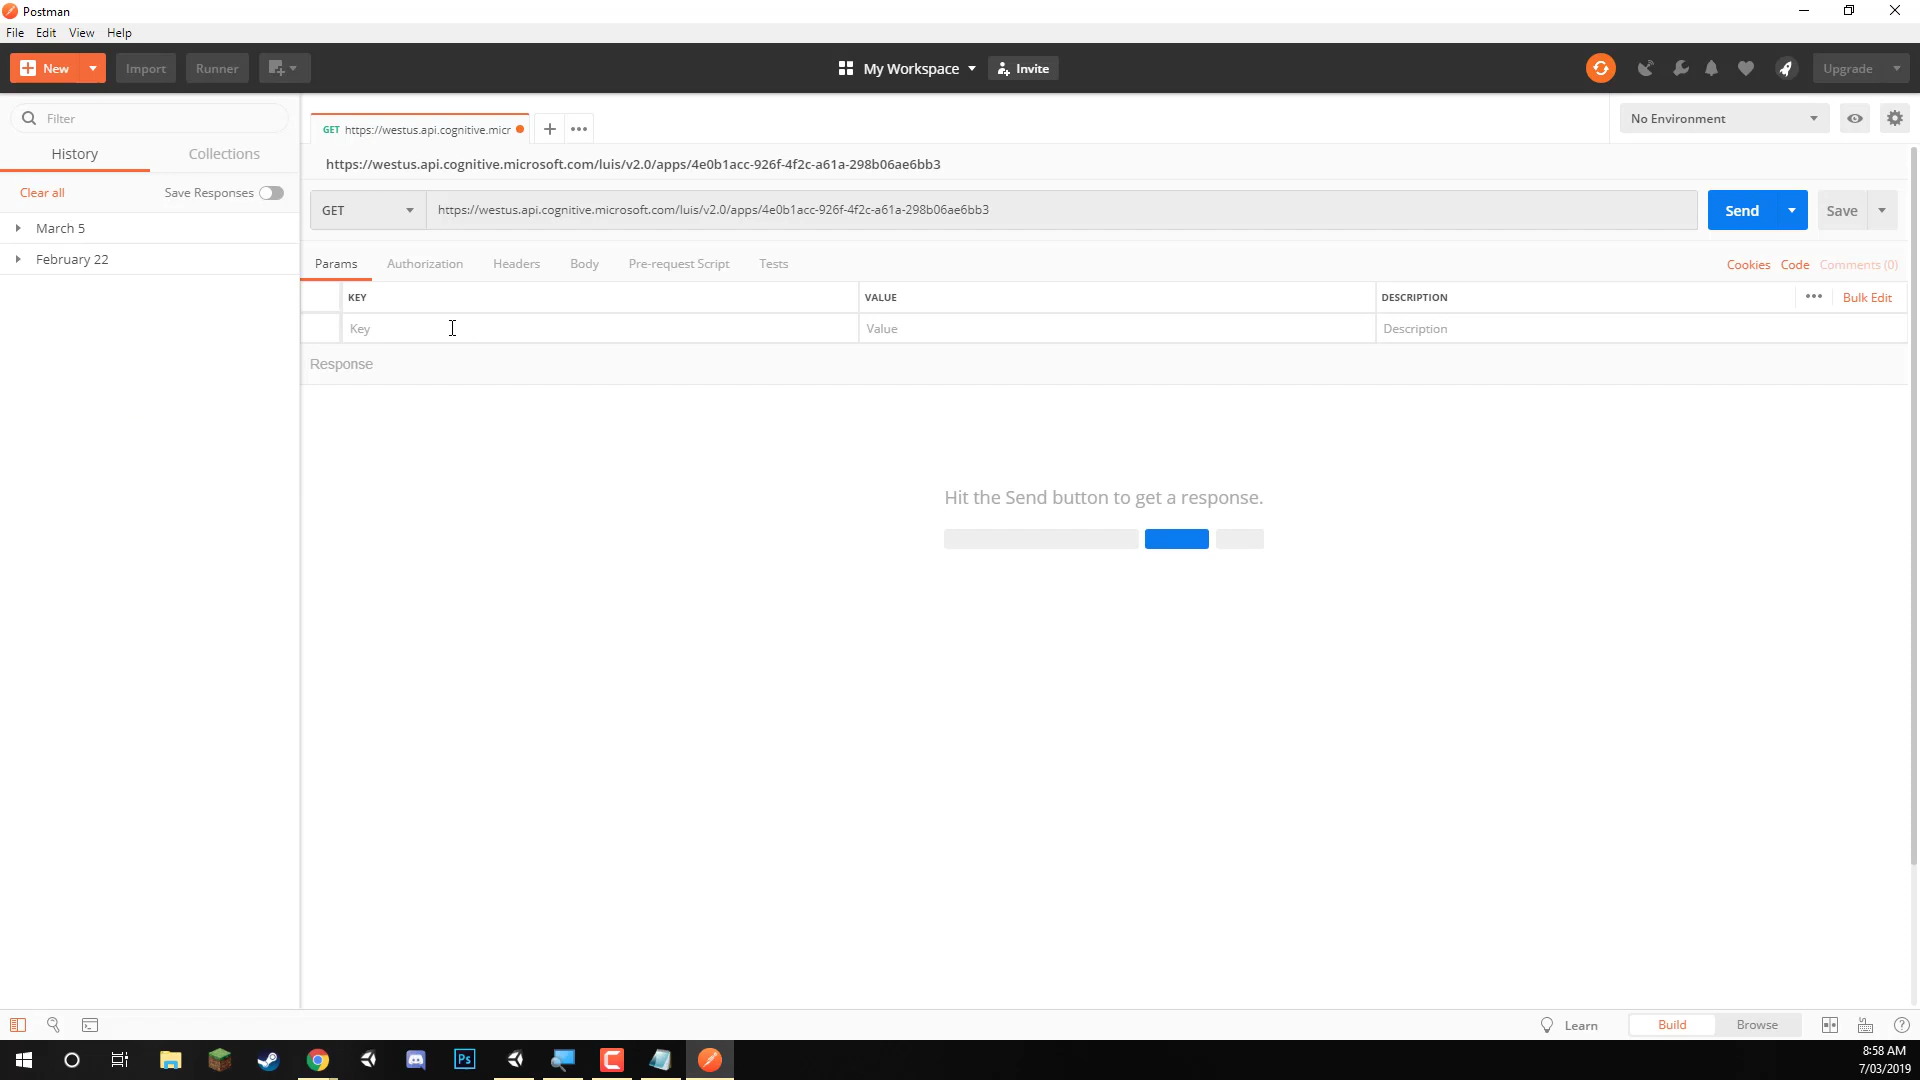 Postman
File Edit View Help
New Import Runner My Workspace Invite Upgrade
Filter
History Collections
Clear all Save Responses
March 5
February 22
GET https://westus.api.cognitive.micr
No Environment
https://westus.api.cognitive.microsoft.com/luis/v2.0/apps/4e0b1acc-926f-4f2c-a61a-298b06ae6bb3
GET https://westus.api.cognitive.microsoft.com/luis/v2.0/apps/4e0b1acc-926f-4f2c-a61a-298b06ae6bb3 Send Save
Params Authorization Headers Body Pre-request Script Tests Cookies Code Comments (0)
KEY VALUE DESCRIPTION Bulk Edit
Key Value Description
Response
Hit the Send button to get a response.
Learn Build Browse
Ps
8:58 AM
7/03/2019